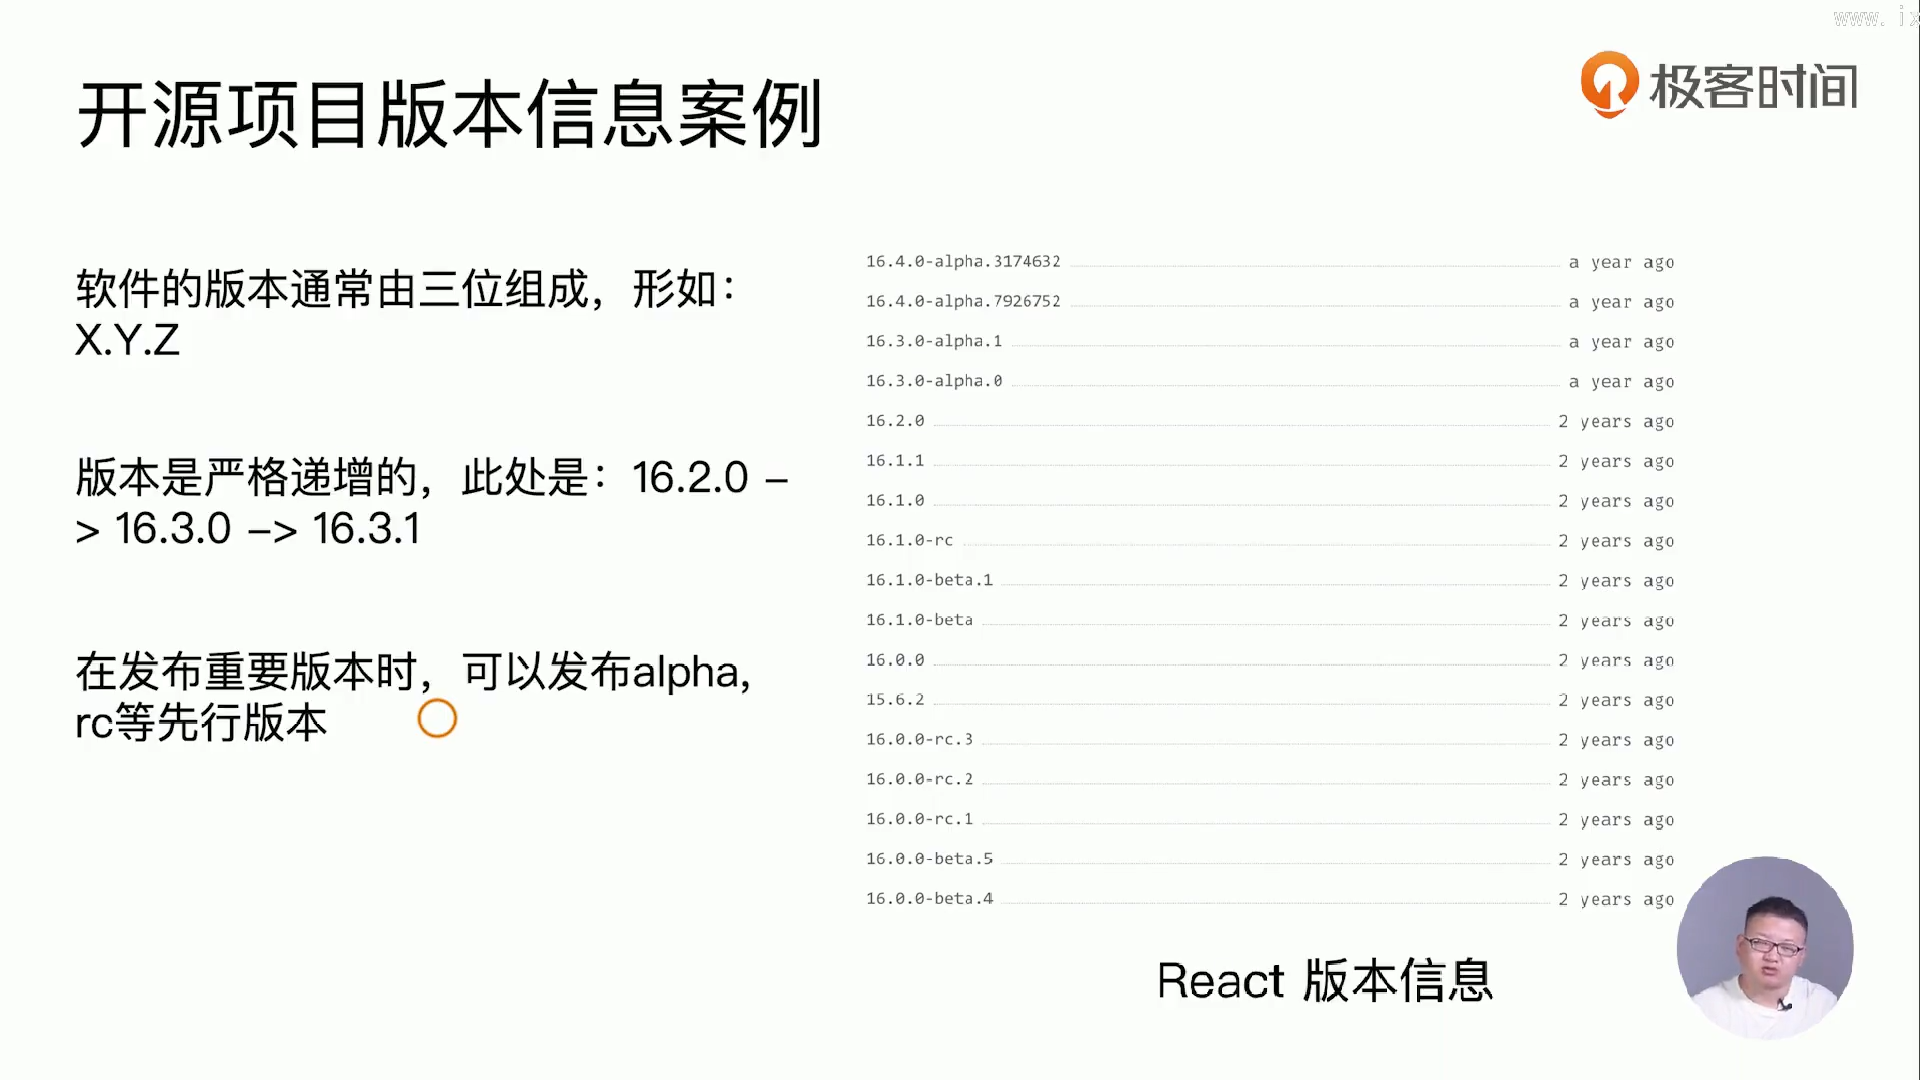 www. ix
开源项目版本信息案例
极客时间
软件的版本通常由三位组成，形如：
X.Y.Z
版本是严格递增的，此处是：16.2.0 –
> 16.3.0 –> 16.3.1
在发布重要版本时，可以发布alpha,
rc等先行版本
16.4.0-alpha.3174632 a year ago
16.4.0-alpha.7926752 a year ago
16.3.0-alpha.1 a year ago
16.3.0-alpha.0 a year ago
16.2.0 2 years ago
16.1.1 2 years ago
16.1.0 2 years ago
16.1.0-rc 2 years ago
16.1.0-beta.1 2 years ago
16.1.0-beta 2 years ago
16.0.0 2 years ago
15.6.2 2 years ago
16.0.0-rc.3 2 years ago
16.0.0-rc.2 2 years ago
16.0.0-rc.1 2 years ago
16.0.0-beta.5 2 years ago
16.0.0-beta.4 2 years ago
React 版本信息